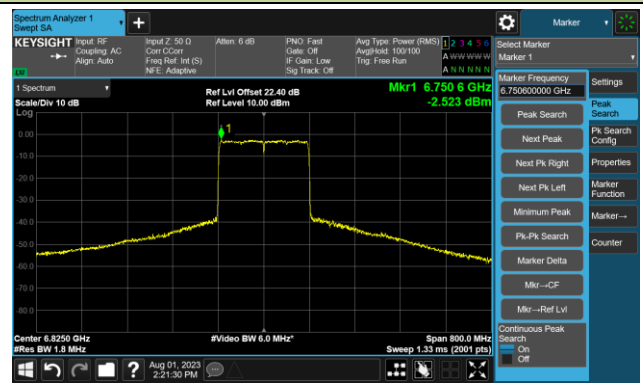 Spectrum Analyzer 1
Swept SA
+
Marker
KEYSIGHT
Input: RF
Coupling: AC
Align: Auto
Input Z: 50 Ω
Corr CCorr
Freq Ref: Int (S)
NFE: Adaptive
Atten: 6 dB
PNO: Fast
Gate: Off
IF Gain: Low
Sig Track: Off
Avg Type: Power (RMS)
Avg|Hold: 100/100
Trig: Free Run
1 2 3 4 5 6
A W W W W W
A N N N N N
LW
Select Marker
Marker 1
1 Spectrum
Scale/Div 10 dB
Log
Ref Lvl Offset 22.40 dB
Ref Level 10.00 dBm
Mkr1 6.750 6 GHz
-2.523 dBm
1
0.00
-10.0
-20.0
-30.0
-40.0
-50.0
-60.0
-70.0
-80.0
Center 6.8250 GHz
#Res BW 1.8 MHz
#Video BW 6.0 MHz*
Span 800.0 MHz
Sweep 1.33 ms (2001 pts)
Marker Frequency
6.750600000 GHz
Peak Search
Next Peak
Next Pk Right
Next Pk Left
Minimum Peak
Pk-Pk Search
Marker Delta
Mkr→CF
Mkr→Ref Lvl
Continuous Peak
Search
On
Off
Settings
Peak
Search
Pk Search
Config
Properties
Marker
Function
Marker→
Counter
?
Aug 01, 2023
2:21:30 PM